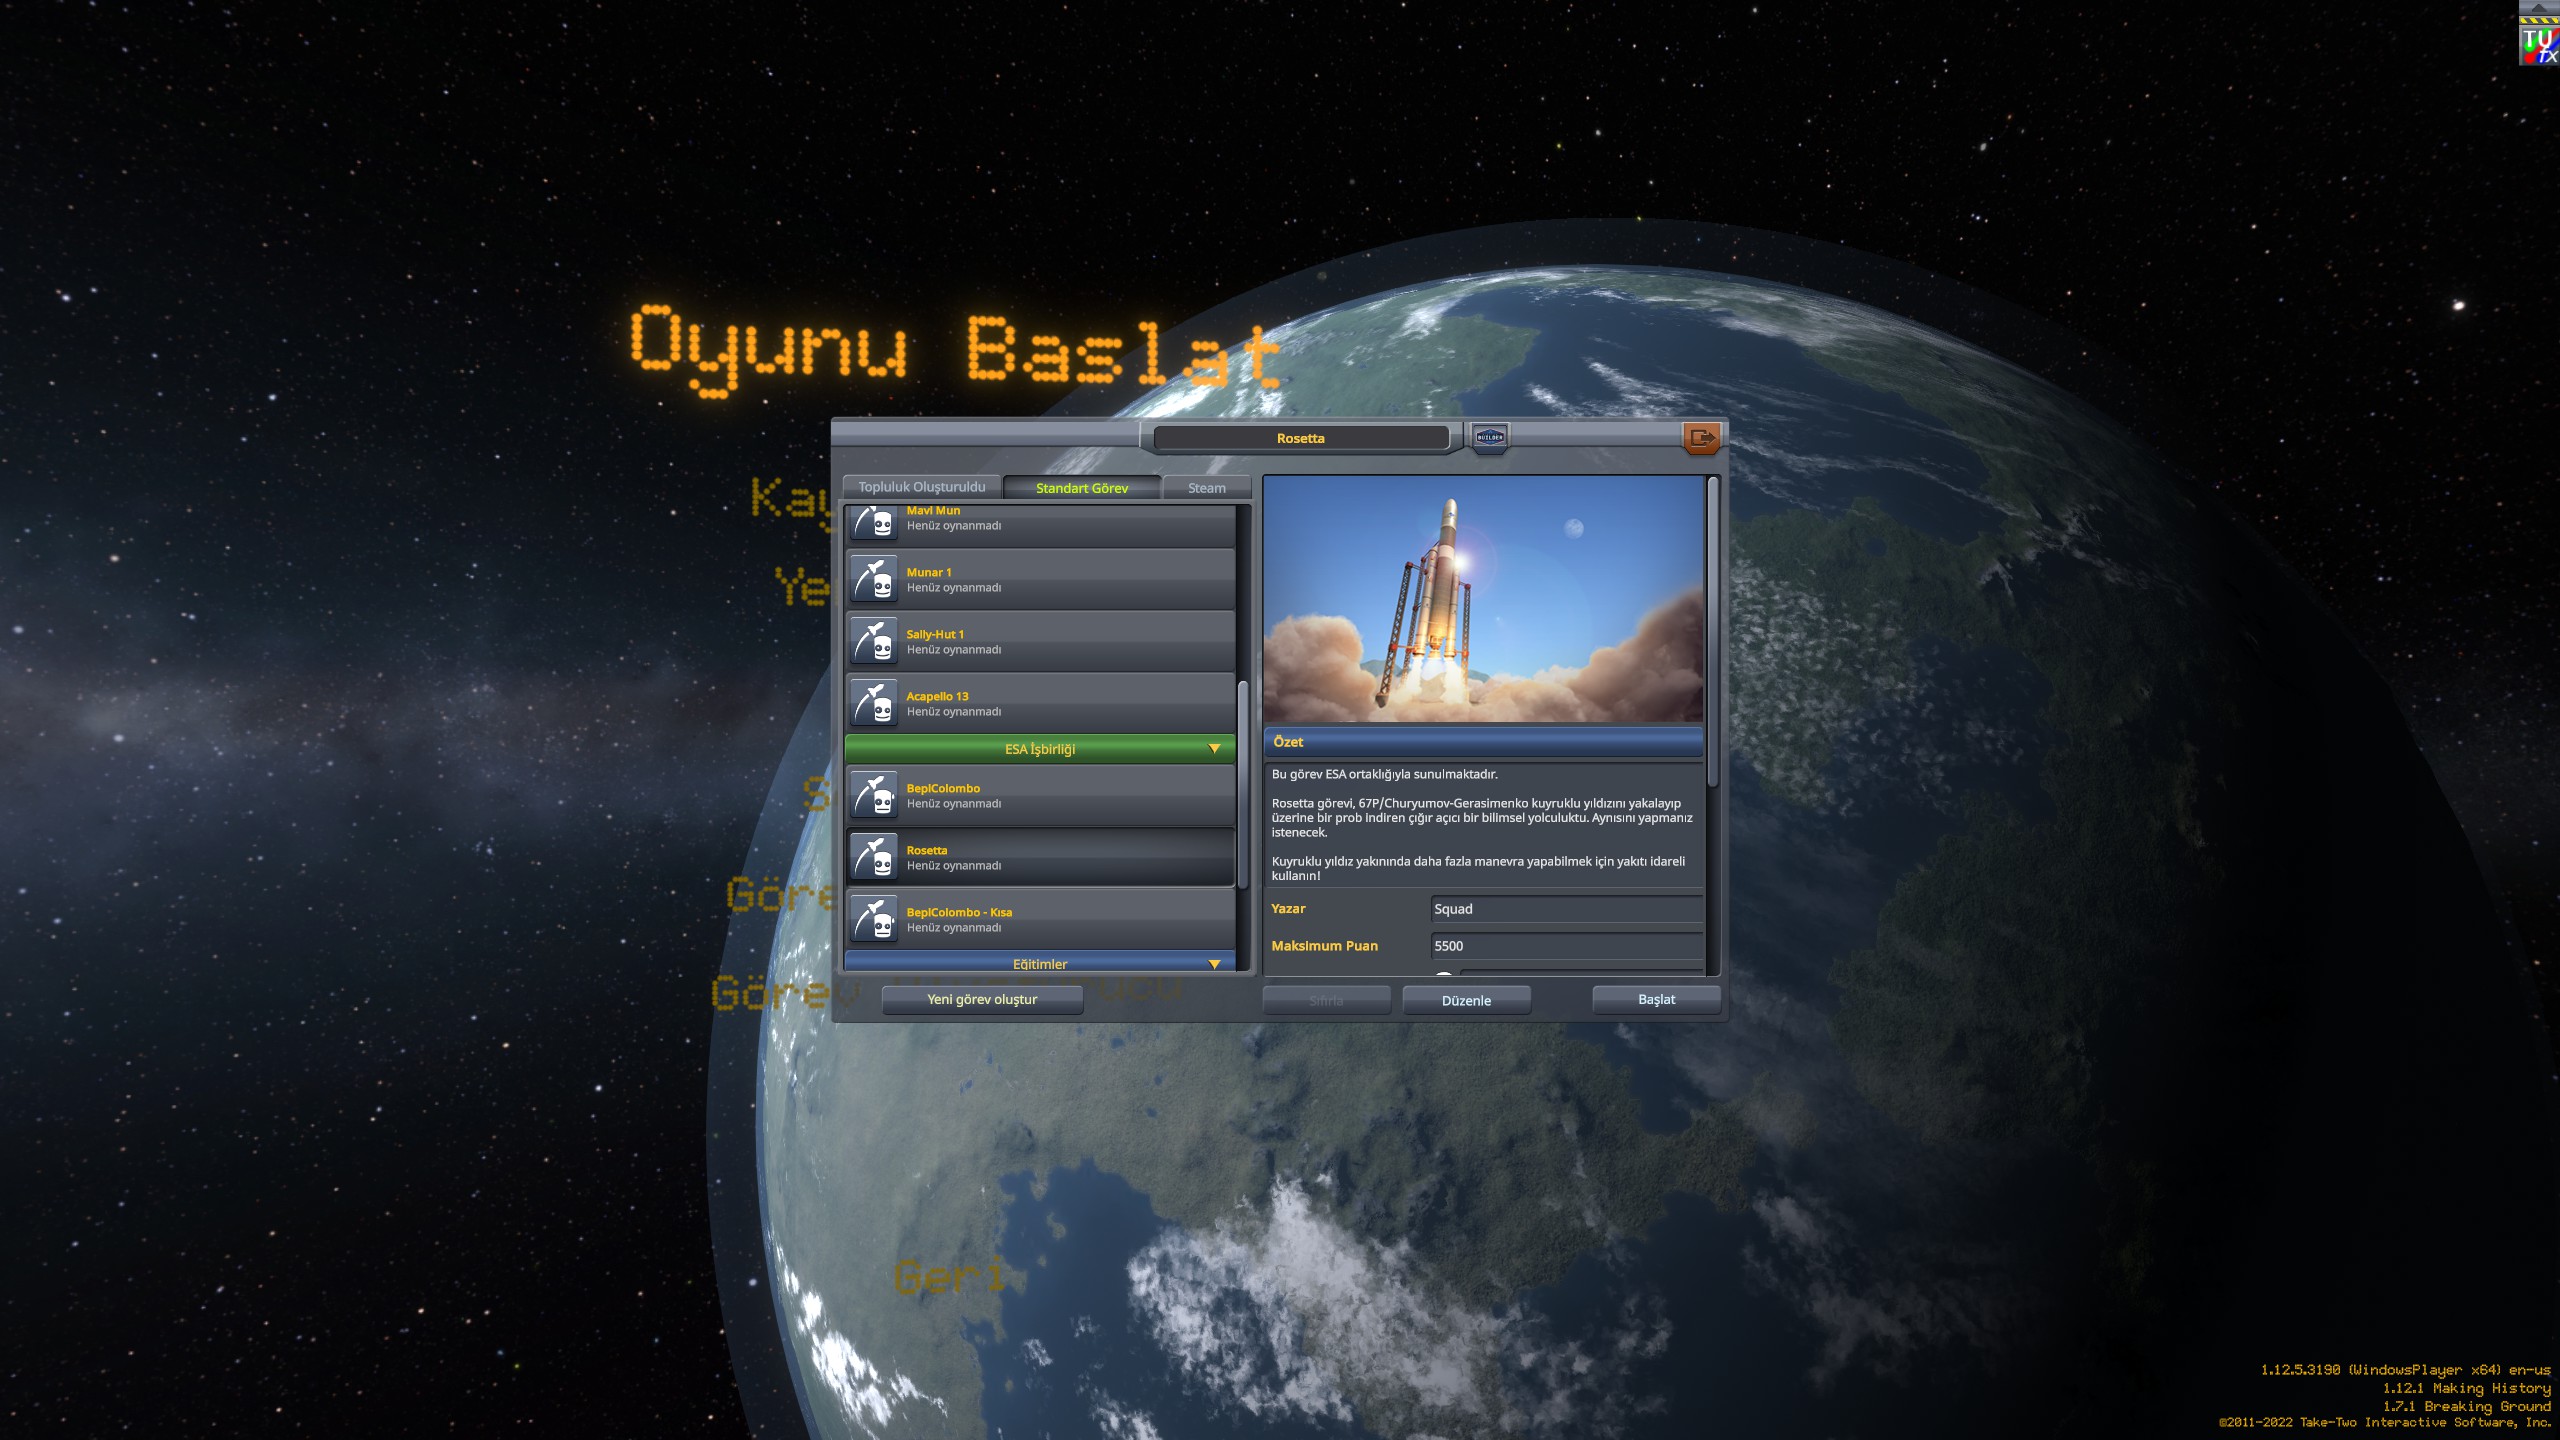 TU
fx
Oyunu Baslat
Rosetta
BUILDER
Topluluk Oluşturuldu
Standart Görev
Steam
Mavi Mun
Henüz oynanmadı
Munar 1
Henüz oynanmadı
Sally-Hut 1
Henüz oynanmadı
Acapello 13
Henüz oynanmadı
ESA İşbirliği
BepiColombo
Henüz oynanmadı
Rosetta
Henüz oynanmadı
BepiColombo - Kısa
Henüz oynanmadı
Eğitimler
Yeni görev oluştur
Özet
Bu görev ESA ortaklığıyla sunulmaktadır.
Rosetta görevi, 67P/Churyumov-Gerasimenko kuyruklu yıldızını yakalayıp
üzerine bir prob indiren çığır açıcı bir bilimsel yolculuktu. Aynısını yapmanız
istenecek.
Kuyruklu yıldız yakınında daha fazla manevra yapabilmek için yakıtı idareli
kullanın!
Yazar
Squad
Maksimum Puan
5500
Sıfırla
Düzenle
Başlat
Geri
1.12.5.3190 (WindowsPlayer x64) en-us
1.12.1 Making History
1.7.1 Breaking Ground
©2011-2022 Take-Two Interactive Software, Inc.